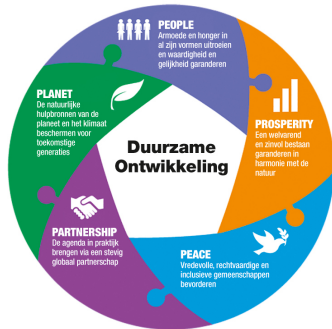 PEOPLE
Armoede en honger in
al zijn vormen uitroeien
en waardigheid en
gelijkheid garanderen
PLANET
De natuurlijke
hulpbronnen van de
planeet en het klimaat
beschermen voor
toekomstige
generaties
Duurzame
Ontwikkeling
PROSPERITY
Een welvarend
en zinvol bestaan
garanderen in
harmonie met de
natuur
PARTNERSHIP
De agenda in praktijk
brengen via een stevig
globaal partnerschap
PEACE
Vredevolle, rechtvaardige en
inclusieve gemeenschappen
bevorderen